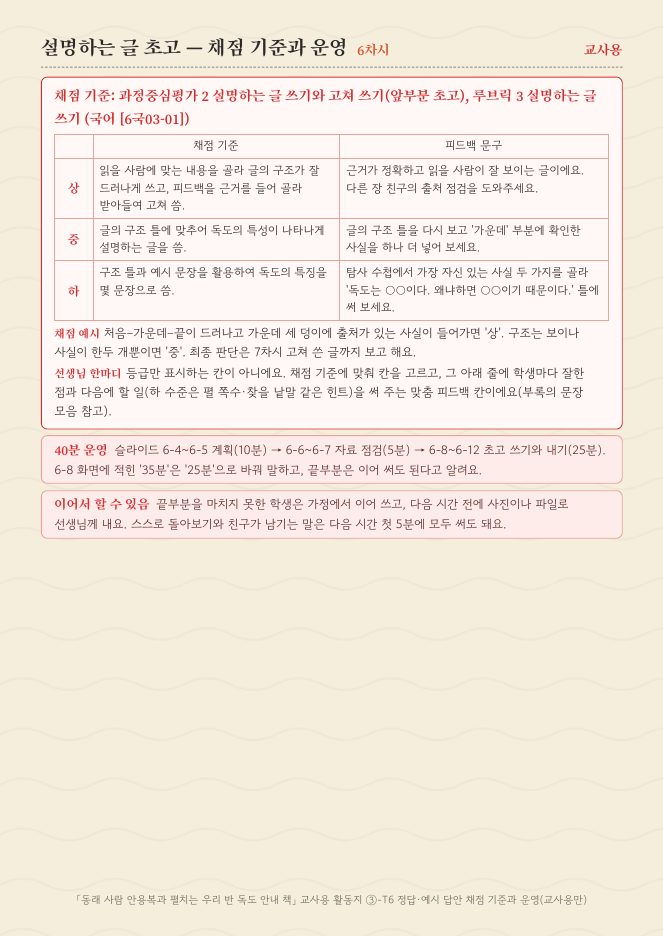 설명하는 글 초고 — 채점 기준과 운영 6차시 교사용
채점 기준: 과정중심평가 2 설명하는 글 쓰기와 고쳐 쓰기(앞부분 초고), 루브릭 3 설명하는 글
쓰기 (국어 [6국03-01])
채점 기준 피드백 문구
상
읽을 사람에 맞는 내용을 골라 글의 구조가 잘
드러나게 쓰고, 피드백을 근거를 들어 골라
받아들여 고쳐 씀.
근거가 정확하고 읽을 사람이 잘 보이는 글이에요.
다른 장 친구의 출처 점검을 도와주세요.
중
글의 구조 틀에 맞추어 독도의 특성이 나타나게
설명하는 글을 씀.
글의 구조 틀을 다시 보고 '가운데' 부분에 확인한
사실을 하나 더 넣어 보세요.
하
구조 틀과 예시 문장을 활용하여 독도의 특징을
몇 문장으로 씀.
탐사 수첩에서 가장 자신 있는 사실 두 가지를 골라
'독도는 ○○이다. 왜냐하면 ○○이기 때문이다.' 틀에
써 보세요.
채점 예시 처음–가운데–끝이 드러나고 가운데 세 덩이에 출처가 있는 사실이 들어가면 '상'. 구조는 보이나
사실이 한두 개뿐이면 '중'. 최종 판단은 7차시 고쳐 쓴 글까지 보고 해요.
선생님 한마디 등급만 표시하는 칸이 아니에요. 채점 기준에 맞춰 칸을 고르고, 그 아래 줄에 학생마다 잘한
점과 다음에 할 일(하 수준은 펼 쪽수·찾을 낱말 같은 힌트)을 써 주는 맞춤 피드백 칸이에요(부록의 문장
모음 참고).
40분 운영 슬라이드 6-4~6-5 계획(10분) → 6-6~6-7 자료 점검(5분) → 6-8~6-12 초고 쓰기와 내기(25분).
6-8 화면에 적힌 '35분'은 '25분'으로 바꿔 말하고, 끝부분은 이어 써도 된다고 알려요.
이어서 할 수 있음 끝부분을 마치지 못한 학생은 가정에서 이어 쓰고, 다음 시간 전에 사진이나 파일로
선생님께 내요. 스스로 돌아보기와 친구가 남기는 말은 다음 시간 첫 5분에 모두 써도 돼요.
「동래 사람 안용복과 펼치는 우리 반 독도 안내 책」 교사용 활동지 ③-T6 정답·예시 답안 채점 기준과 운영(교사용만)